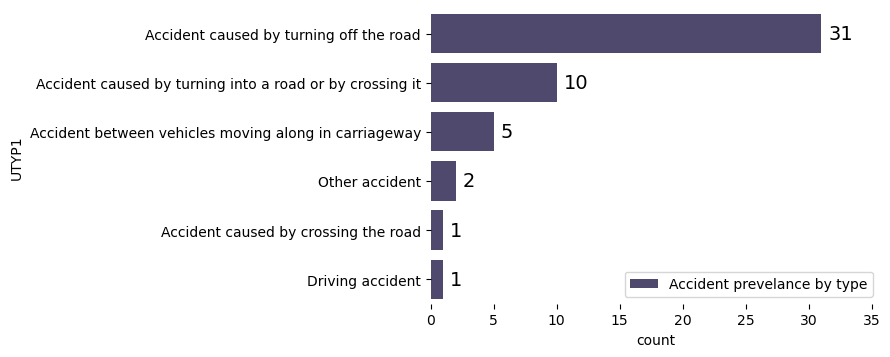 Accident caused by turning off the road 31
Accident caused by turning into a road or by crossing it 10
Accident between vehicles moving along in carriageway 5
UTYP1
Other accident 2
Accident caused by crossing the road 1
Driving accident 1
Accident prevelance by type
0 5 10 15 20 25 30 35
count